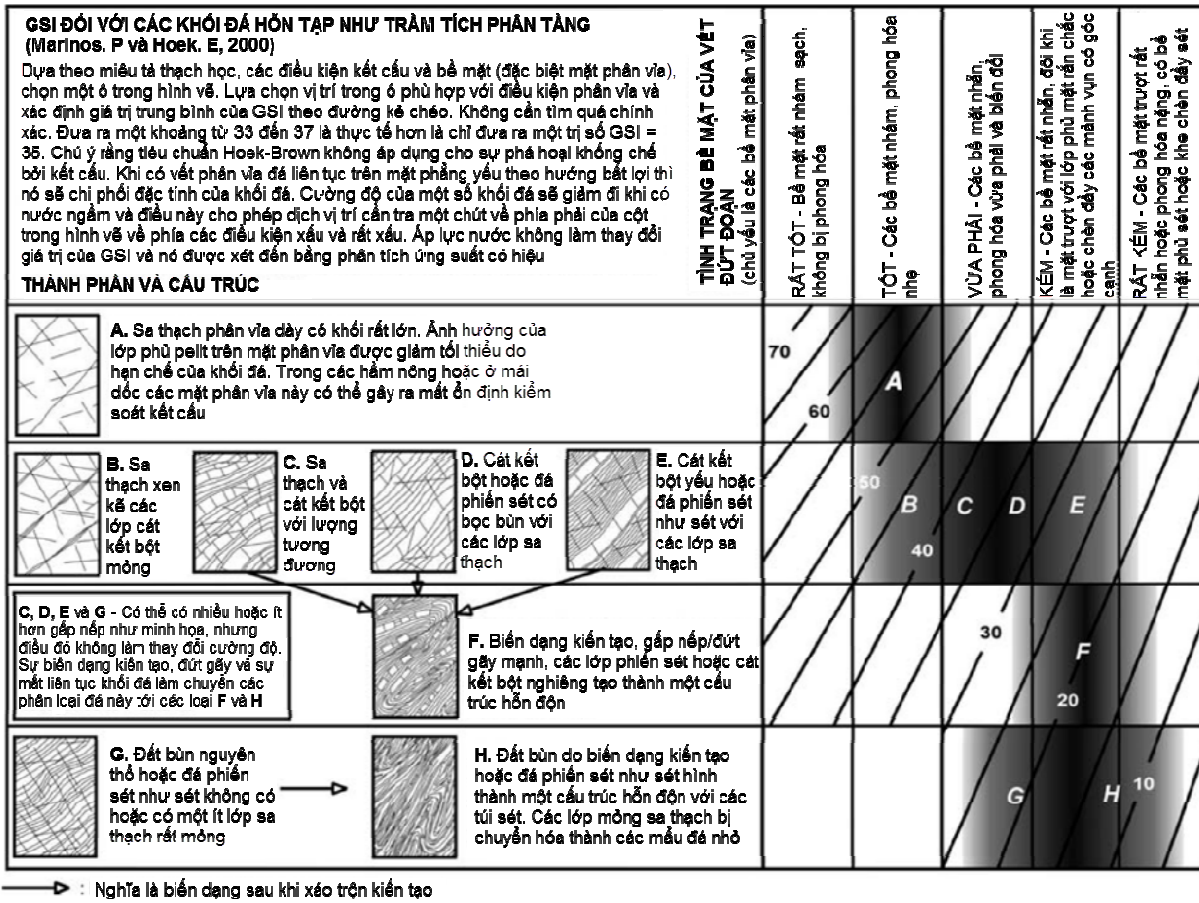 GSI ĐỐI VỚI CÁC KHỐI ĐÁ HỖN TẠP NHƯ TRẦM TÍCH PHÂN TẦNG
(Marinos. P và Hoek. E, 2000)
Dựa theo miêu tả thạch học, các điều kiện kết cấu và bề mặt (đặc biệt mặt phân vỉa),
chọn một ô trong hình vẽ. Lựa chọn vị trí trong ô phù hợp với điều kiện phân vỉa và
xác định giá trị trung bình của GSI theo đường kẻ chéo. Không cần tìm quá chính
xác. Đưa ra một khoảng từ 33 đến 37 là thực tế hơn là chỉ đưa ra một trị số GSI =
35. Chú ý rằng tiêu chuẩn Hoek-Brown không áp dụng cho sự phá hoại khống chế
bởi kết cấu. Khi có vết phân vỉa đá liên tục trên mặt phẳng yếu theo hướng bất lợi thì
nó sẽ chi phối đặc tính của khối đá. Cường độ của một số khối đá sẽ giảm đi khi có
nước ngầm và điều này cho phép dịch vị trí cần tra một chút về phía phải của cột
trong hình vẽ về phía các điều kiện xấu và rất xấu. Áp lực nước không làm thay đổi
giá trị của GSI và nó được xét đến bằng phân tích ứng suất có hiệu
THÀNH PHẦN VÀ CẤU TRÚC
TÌNH TRẠNG BỀ MẶT CỦA VẾT
ĐỨT ĐOẠN
(chủ yếu là các bề mặt phân vỉa)
RẤT TỐT - Bề mặt rất nhám sạch,
không bị phong hóa
TỐT - Các bề mặt nhám, phong hóa
nhẹ
VỪA PHẢI - Các bề mặt nhẵn,
phong hóa vừa phải và biến đổi
KÉM - Các bề mặt rất nhẵn, đôi khi
là mặt trượt với lớp phủ mặt rắn chắc
hoặc chèn đầy các mảnh vụn có góc
cạnh
RẤT KÉM - Các bề mặt trượt rất
nhẵn hoặc phong hóa nặng, có bề
mặt phủ sét hoặc khe chèn đầy sét
A. Sa thạch phân vỉa dày có khối rất lớn. Ảnh hưởng của
lớp phủ pelit trên mặt phân vỉa được giảm tối thiểu do
hạn chế của khối đá. Trong các hầm nông hoặc ở mái
dốc các mặt phân vỉa này có thể gây ra mất ổn định kiểm
soát kết cấu
70
60
A
B. Sa
thạch xen
kẽ các
lớp cát
kết bột
mỏng
C. Sa
thạch và
cát kết bột
với lượng
tương
đương
D. Cát kết
bột hoặc đá
phiến sét có
bọc bùn với
các lớp sa
thạch
E. Cát kết
bột yếu hoặc
đá phiến sét
như sét với
các lớp sa
thạch
50
B C D E
40
C, D, E và G - Có thể có nhiều hoặc ít
hơn gấp nếp như minh họa, nhưng
điều đó không làm thay đổi cường độ.
Sự biến dạng kiến tạo, đứt gãy và sự
mất liên tục khối đá làm chuyển các
phân loại đá này tới các loại F và H
F. Biến dạng kiến tạo, gấp nếp/đứt
gãy mạnh, các lớp phiến sét hoặc cát
kết bột nghiêng tạo thành một cấu
trúc hỗn độn
30
F
20
G. Đất bùn nguyên
thổ hoặc đá phiến
sét như sét không có
hoặc có một ít lớp sa
thạch rất mỏng
H. Đất bùn do biến dạng kiến tạo
hoặc đá phiến sét như sét hình
thành một cấu trúc hỗn độn với các
túi sét. Các lớp mỏng sa thạch bị
chuyển hóa thành các mẩu đá nhỏ
G H 10
: Nghĩa là biến dạng sau khi xáo trộn kiến tạo